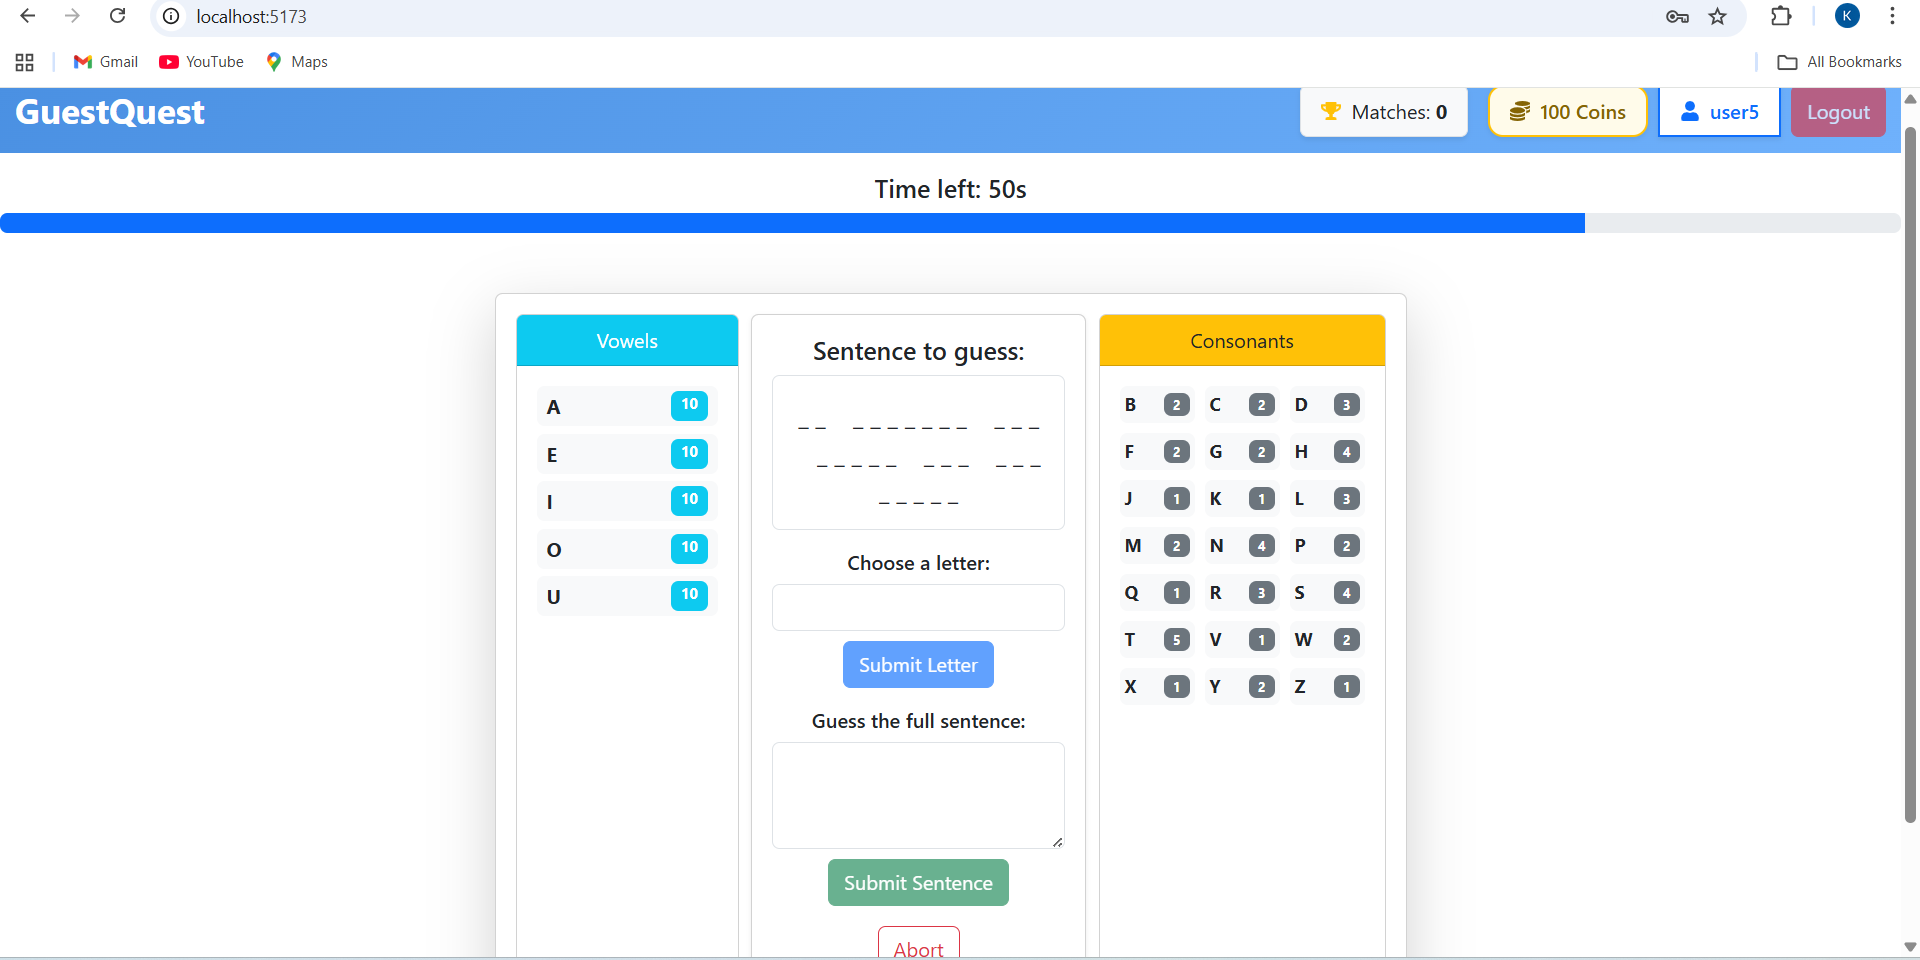 localhost:5173
K
Gmail YouTube Maps All Bookmarks
GuestQuest Matches: 0 100 Coins user5 Logout
Time left: 50s
Vowels
A 10
E 10
I 10
O 10
U 10
Sentence to guess:
_ _ _ _ _ _ _ _ _ _ _ _
_ _ _ _ _ _ _ _ _ _ _
_ _ _ _ _
Choose a letter:
Submit Letter
Guess the full sentence:
Submit Sentence
Abort
Consonants
B 2 C 2 D 3
F 2 G 2 H 4
J 1 K 1 L 3
M 2 N 4 P 2
Q 1 R 3 S 4
T 5 V 1 W 2
X 1 Y 2 Z 1